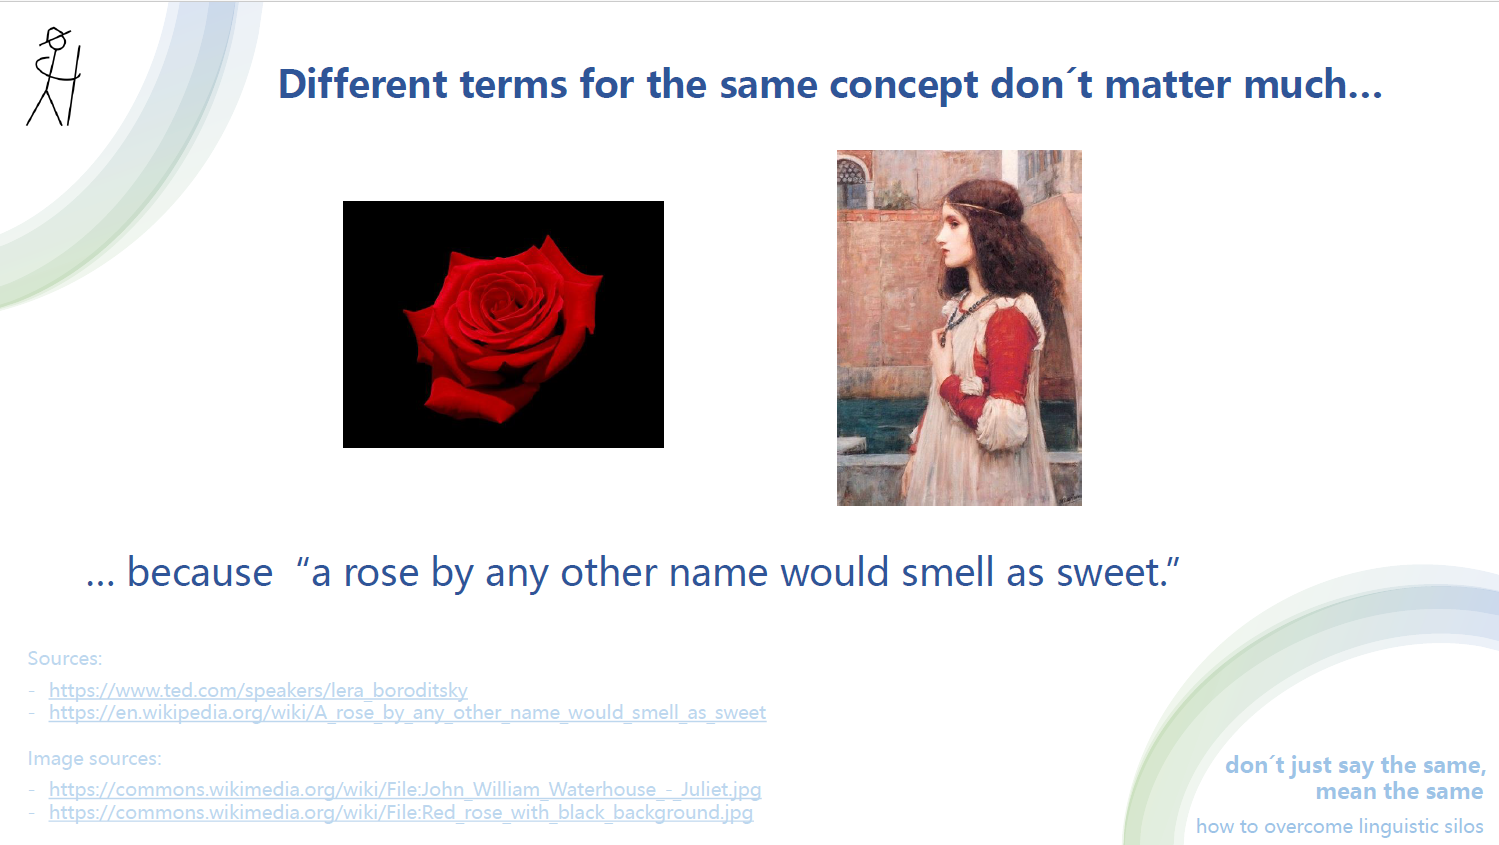 Different terms for the same concept don´t matter much...
... because “a rose by any other name would smell as sweet.”
Sources:
- https://www.ted.com/speakers/lera_boroditsky
- https://en.wikipedia.org/wiki/A_rose_by_any_other_name_would_smell_as_sweet
Image sources:
- https://commons.wikimedia.org/wiki/File:John_William_Waterhouse_-_Juliet.jpg
- https://commons.wikimedia.org/wiki/File:Red_rose_with_black_background.jpg
don´t just say the same,
mean the same
how to overcome linguistic silos